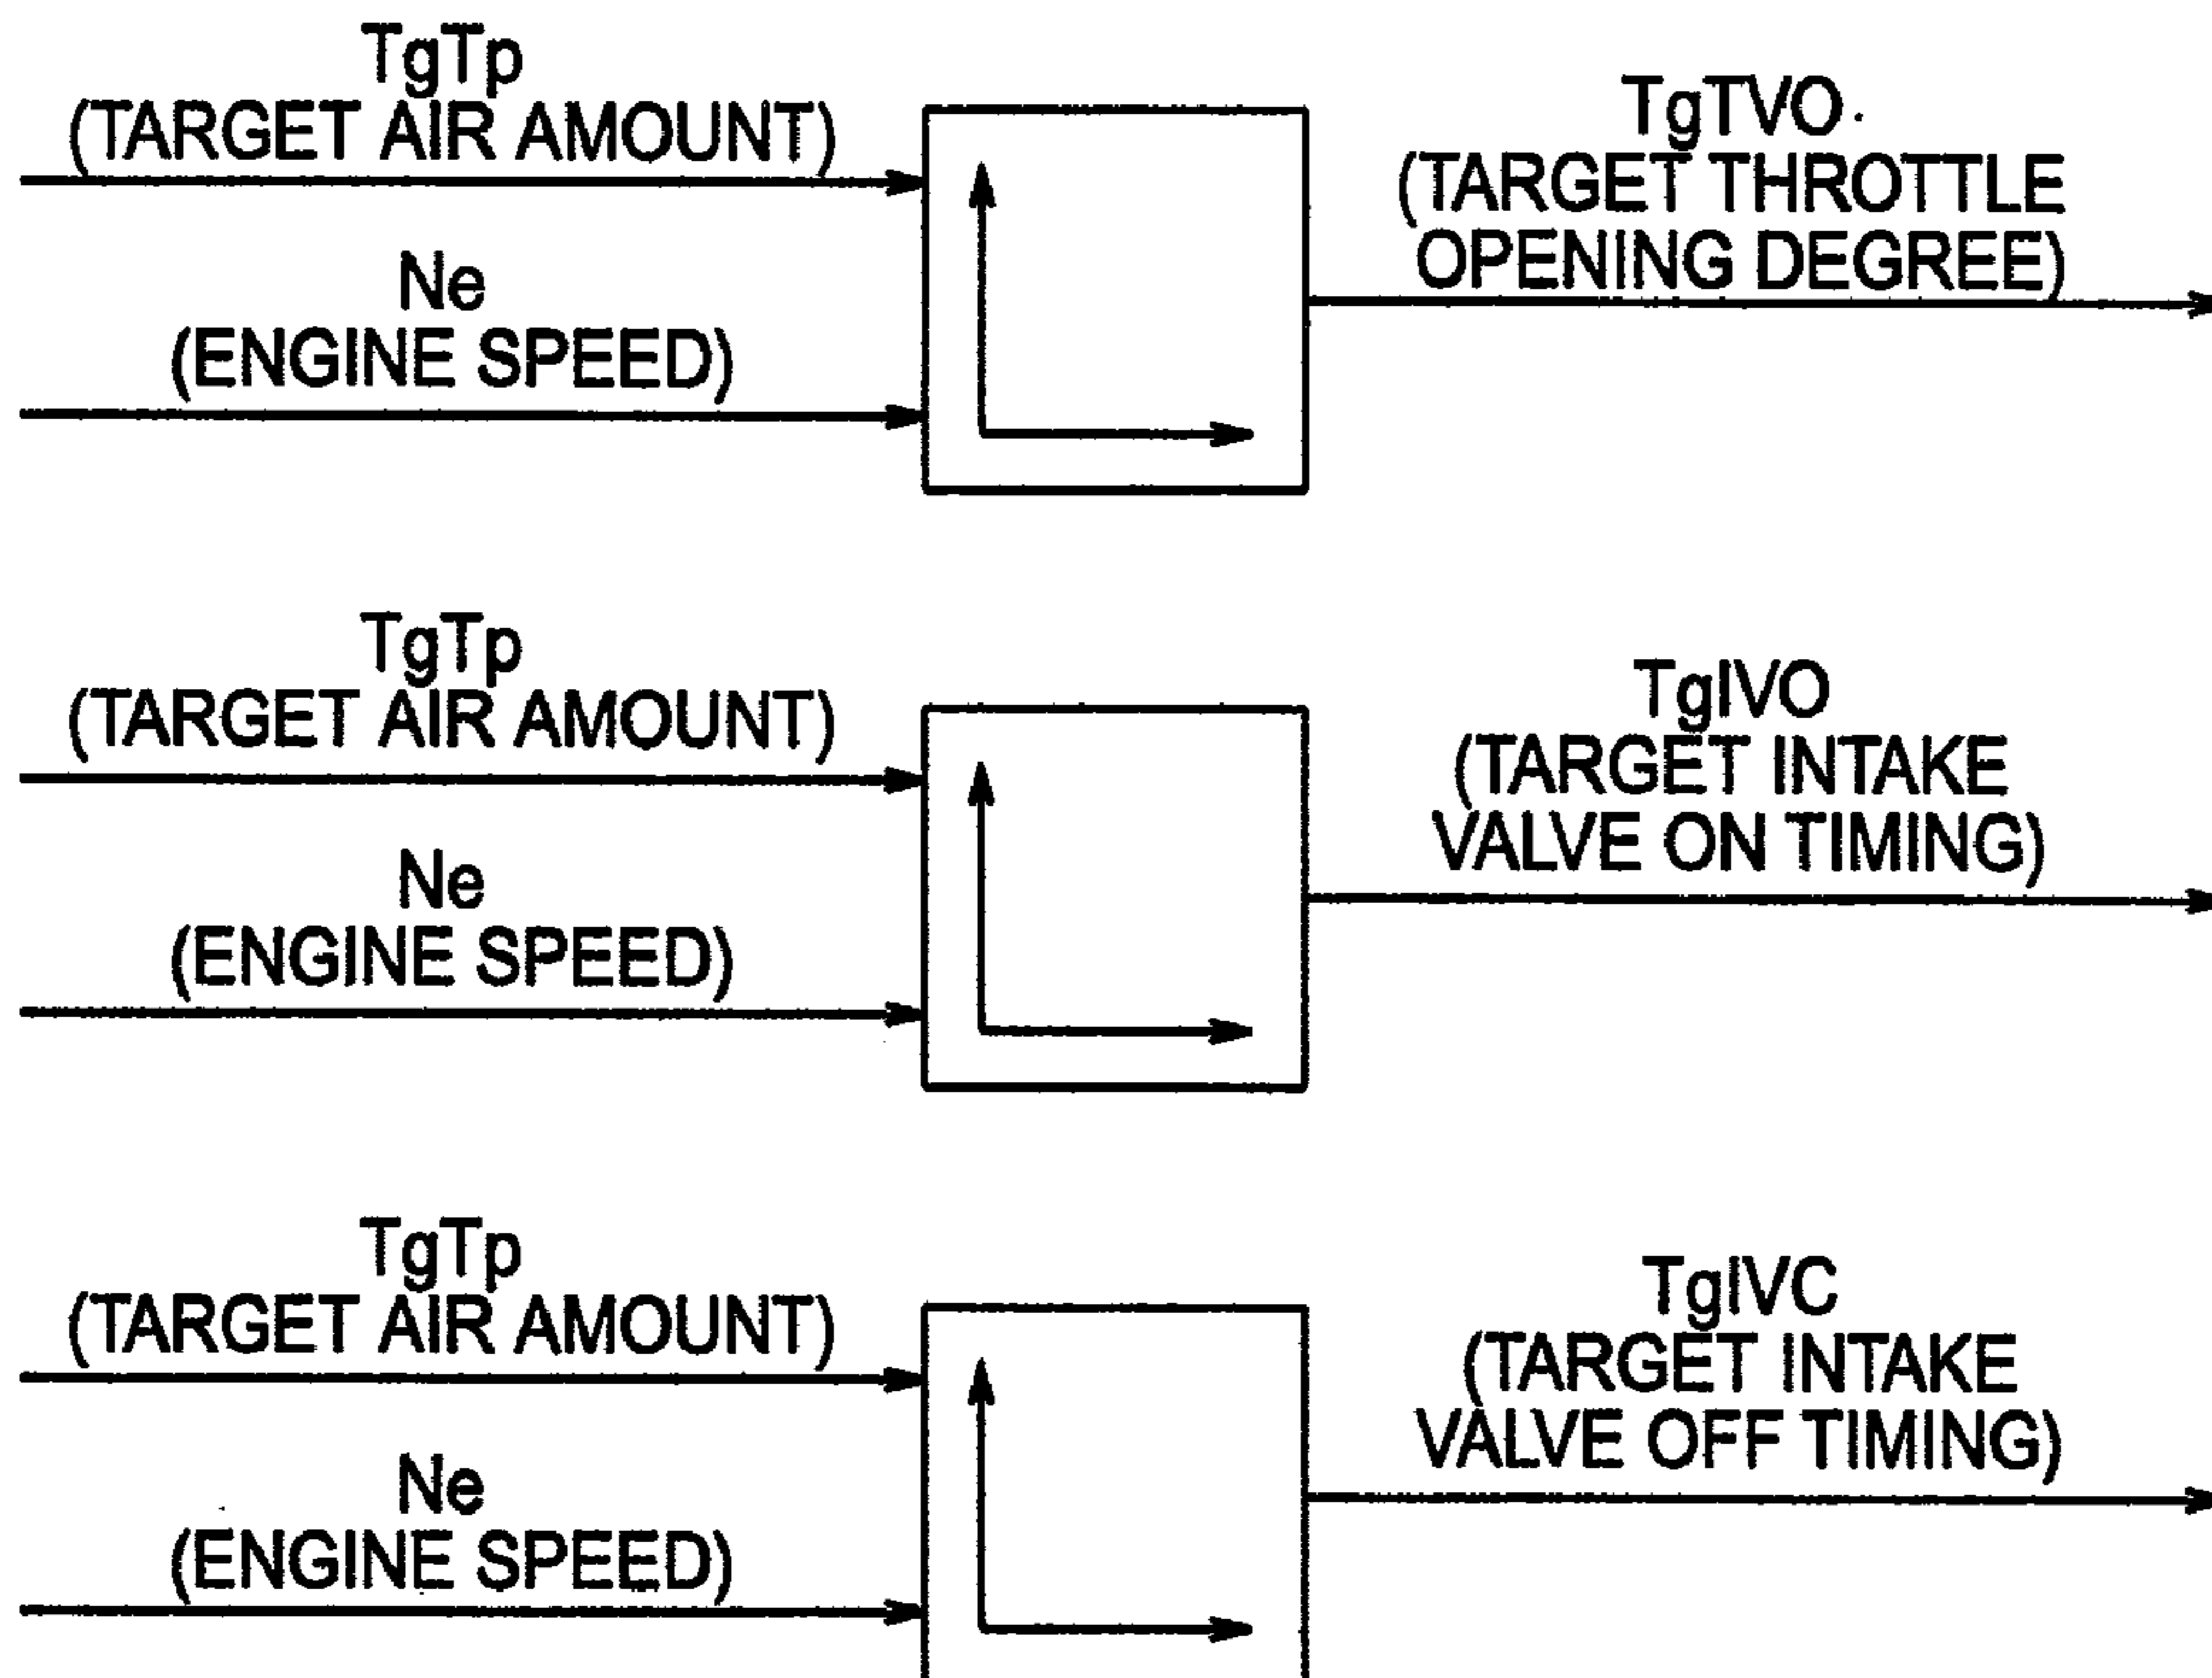 TgTp
(TARGET AIR AMOUNT)
Ne
(ENGINE SPEED)
TgTVO
(TARGET THROTTLE
OPENING DEGREE)
TgTp
(TARGET AIR AMOUNT)
Ne
(ENGINE SPEED)
TgIVO
(TARGET INTAKE
VALVE ON TIMING)
TgTp
(TARGET AIR AMOUNT)
Ne
(ENGINE SPEED)
TgIVC
(TARGET INTAKE
VALVE OFF TIMING)